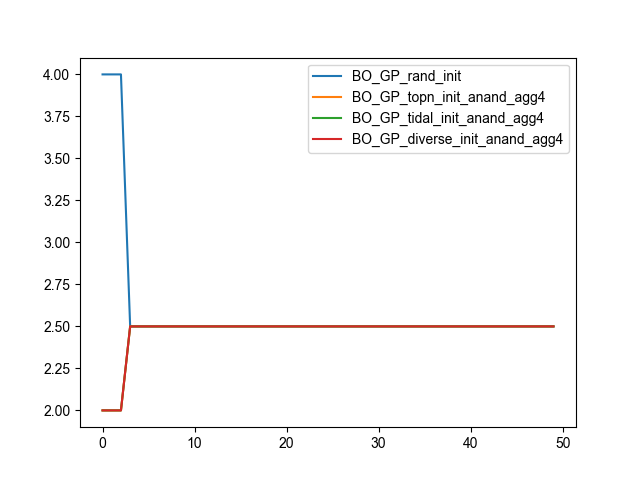 4.00
3.75
3.50
3.25
3.00
2.75
2.50
2.25
2.00
0 10 20 30 40 50
BO_GP_rand_init
BO_GP_topn_init_anand_agg4
BO_GP_tidal_init_anand_agg4
BO_GP_diverse_init_anand_agg4